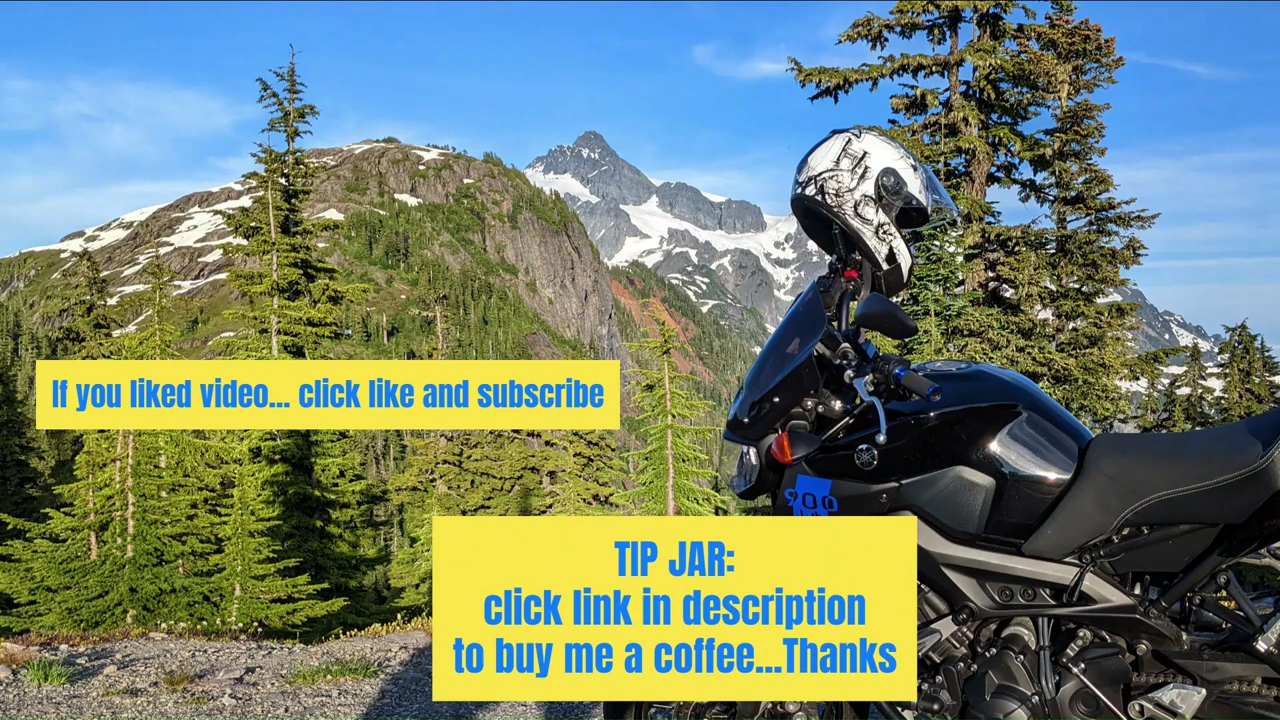 If you liked video... click like and subscribe
900
TIP JAR:
click link in description
to buy me a coffee...Thanks